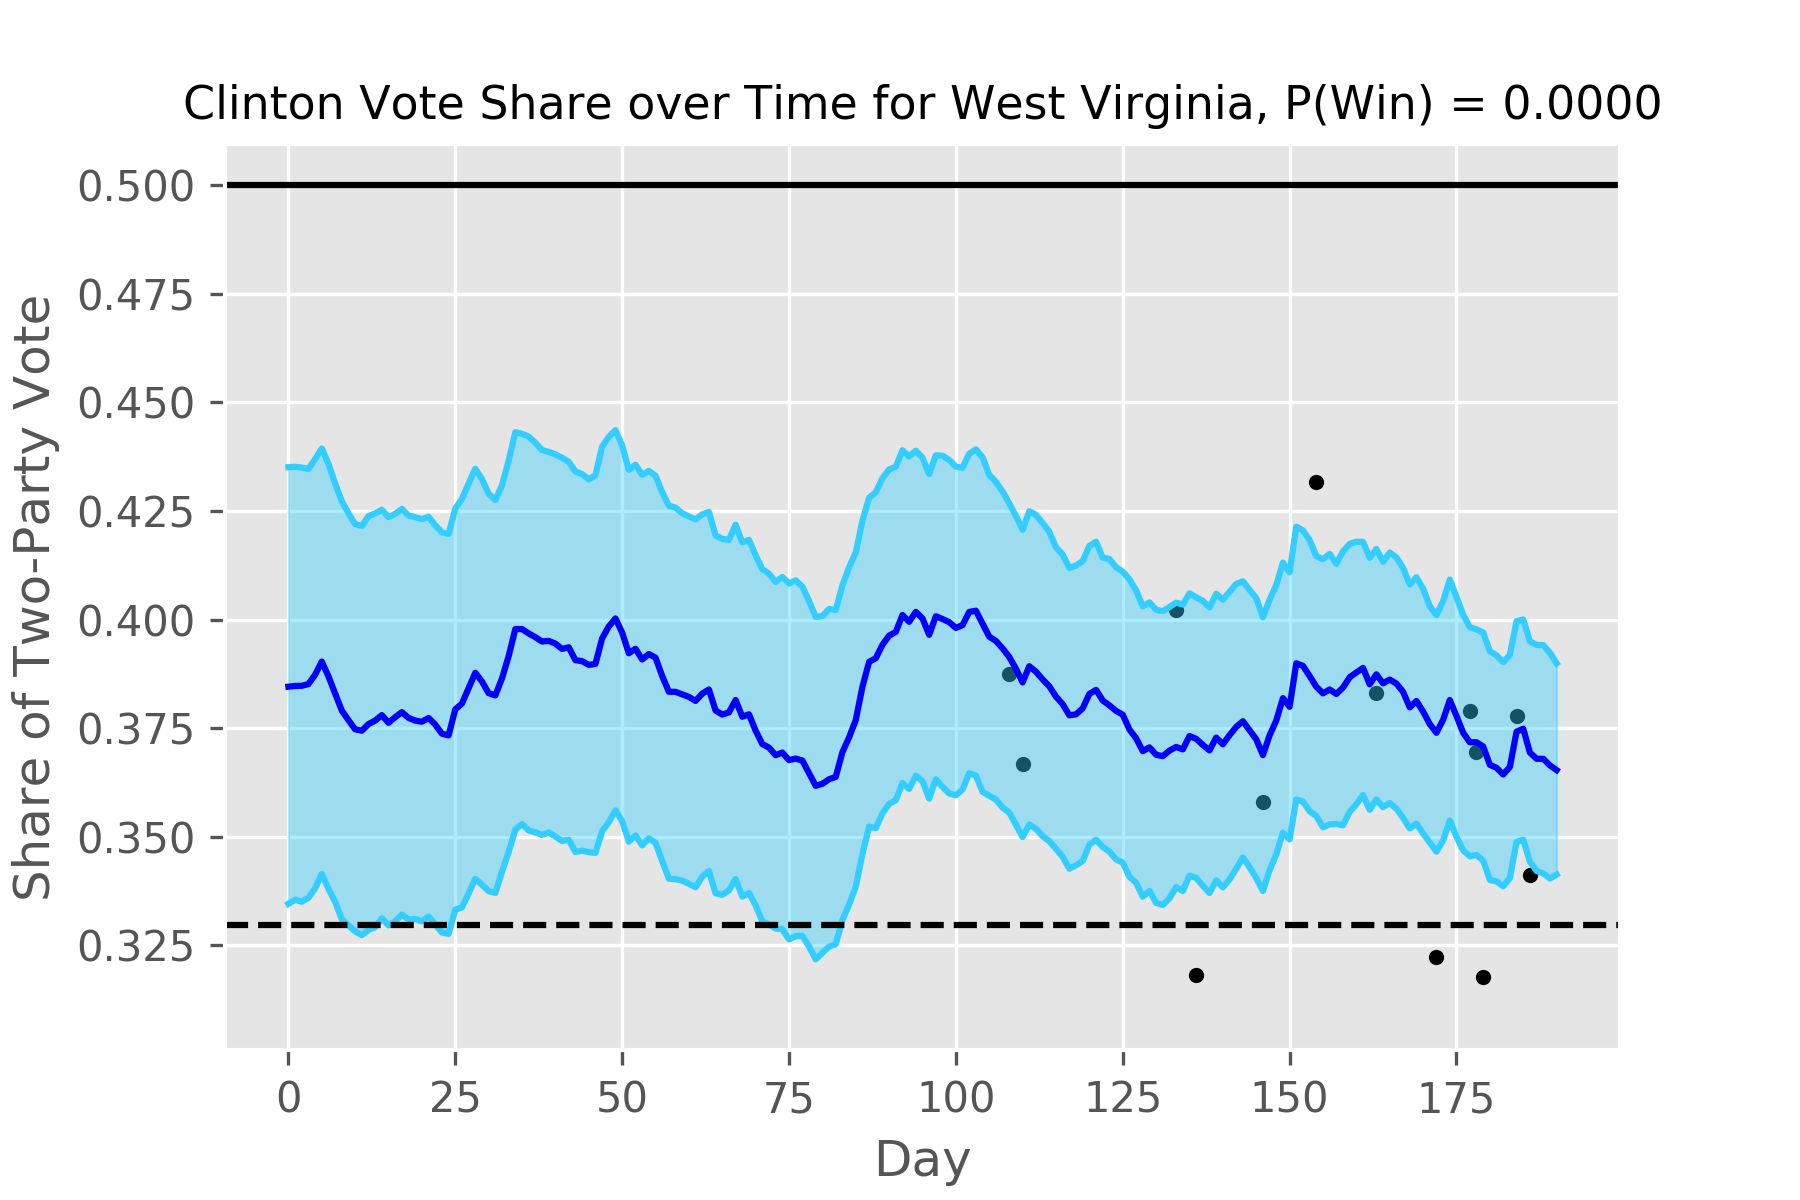 Clinton Vote Share over Time for West Virginia, P(Win) = 0.0000
Share of Two-Party Vote
0.500
0.475
0.450
0.425
0.400
0.375
0.350
0.325
0 25 50 75 100 125 150 175
Day